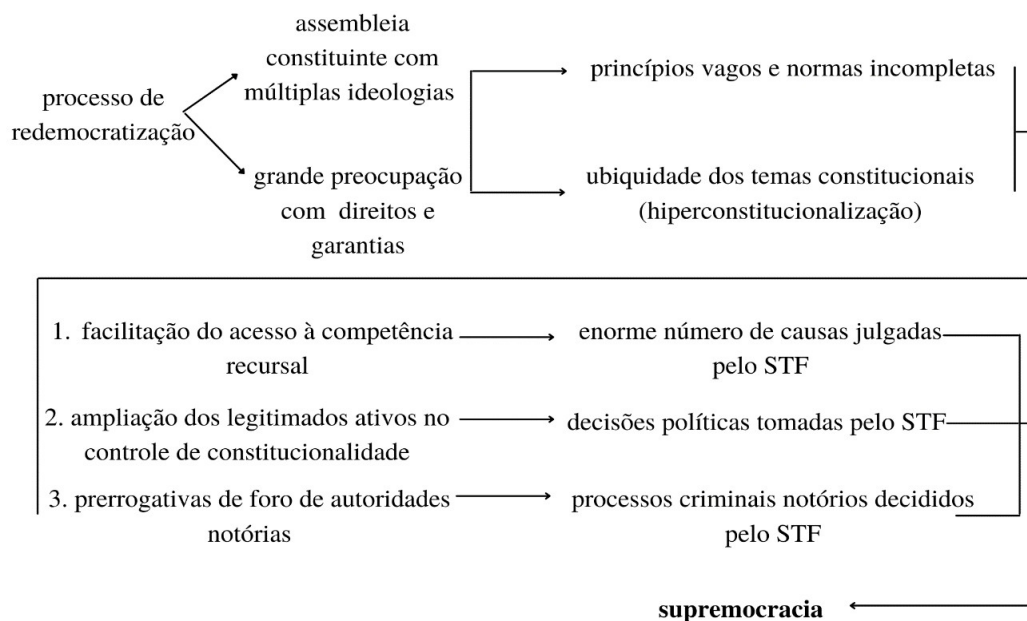 assembleia
constituinte com
múltiplas ideologias
processo de
redemocratização
princípios vagos e normas incompletas
grande preocupação
com direitos e
garantias
ubiquidade dos temas constitucionais
(hiperconstitucionalização)
1. facilitação do acesso à competência
recursal
enorme número de causas julgadas
pelo STF
2. ampliação dos legitimados ativos no
controle de constitucionalidade
decisões políticas tomadas pelo STF
3. prerrogativas de foro de autoridades
notórias
processos criminais notórios decididos
pelo STF
supremocracia